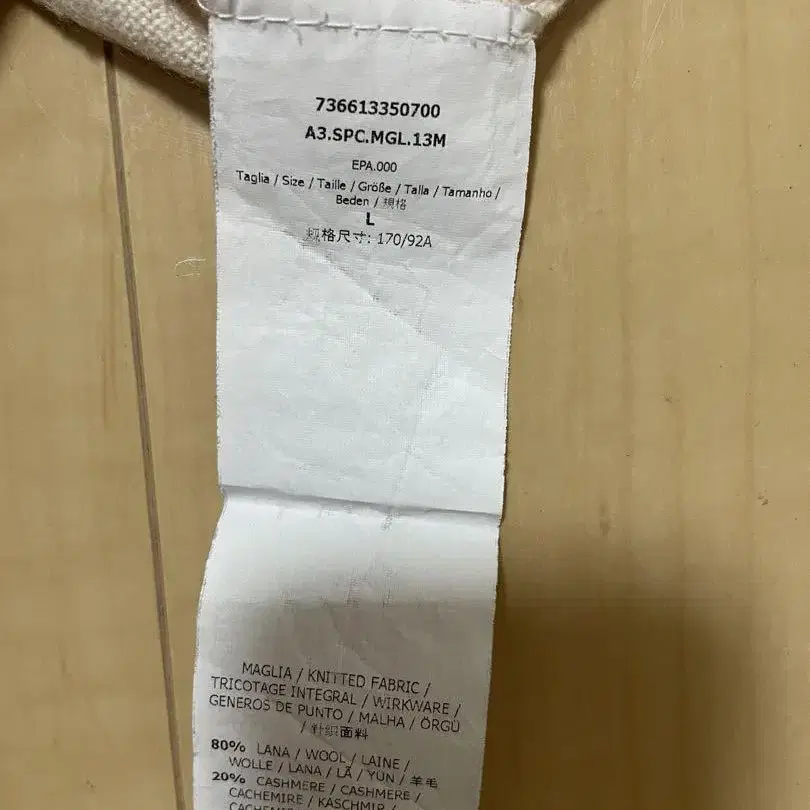 736613350700
A3.SPC.MGL.13M
EPA.000
Taglia / Size / Taille / Größe / Talla / Tamanho /
Beden / 規格
L
规格尺寸: 170/92A
MAGLIA / KNITTED FABRIC /
TRICOTAGE INTEGRAL / WIRKWARE /
GENEROS DE PUNTO / MALHA / ÖRGÜ
/ 针织面料
80% LANA / WOOL / LAINE /
WOLLE / LANA / LÃ / YÜN / 羊毛
20% CASHMERE / CASHMERE /
CACHEMIRE / KASCHMIR /